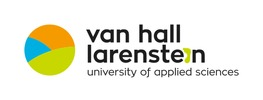 van hall
larenstein
university of applied sciences